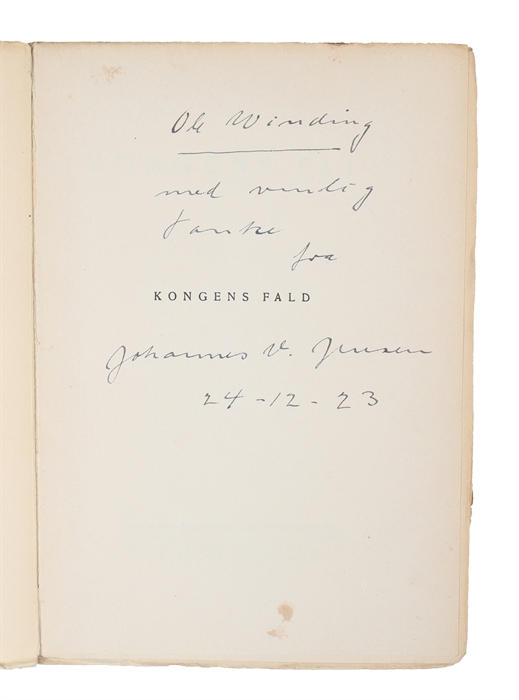 Ole Winding
med venlig
Tanke
fra
KONGENS FALD
Johannes V. Jensen
24-12-23